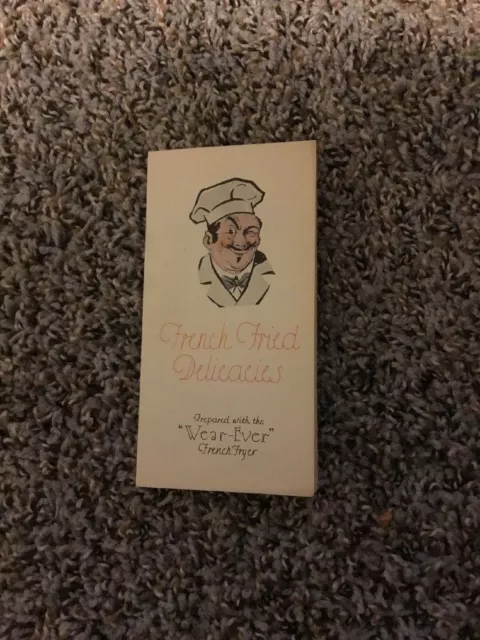 French Fried
Delicacies
Prepared with the
"Wear-Ever"
French Fryer